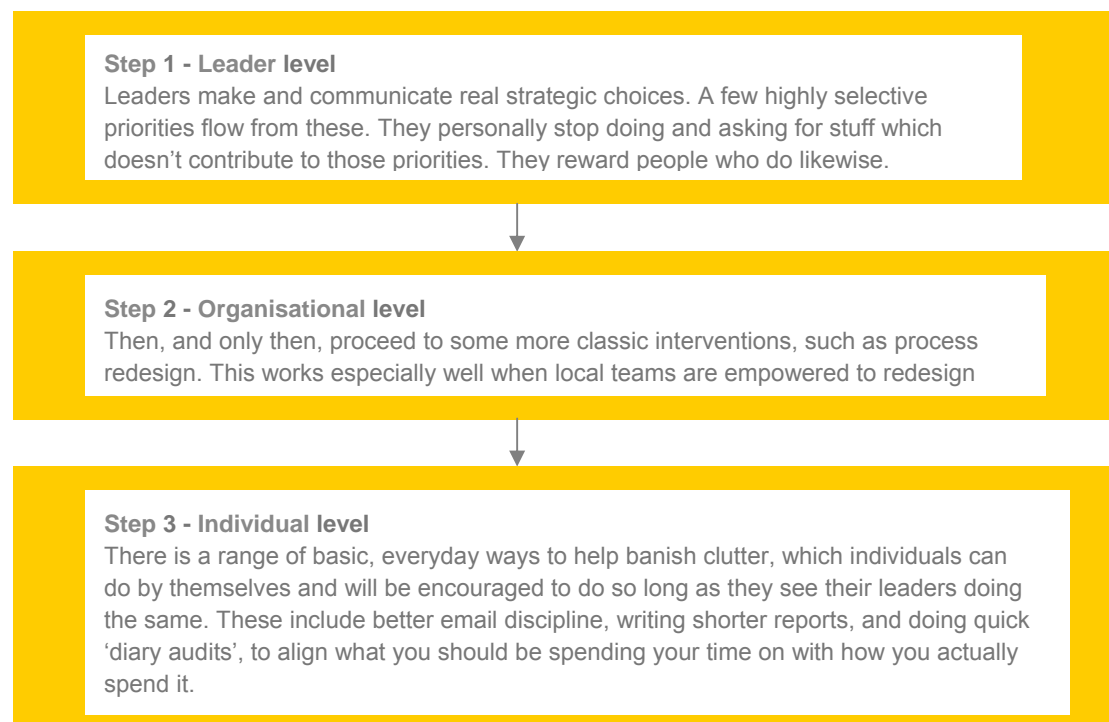 Step 1 - Leader level
Leaders make and communicate real strategic choices. A few highly selective
priorities flow from these. They personally stop doing and asking for stuff which
doesn’t contribute to those priorities. They reward people who do likewise.
Step 2 - Organisational level
Then, and only then, proceed to some more classic interventions, such as process
redesign. This works especially well when local teams are empowered to redesign
Step 3 - Individual level
There is a range of basic, everyday ways to help banish clutter, which individuals can
do by themselves and will be encouraged to do so long as they see their leaders doing
the same. These include better email discipline, writing shorter reports, and doing quick
‘diary audits’, to align what you should be spending your time on with how you actually
spend it.